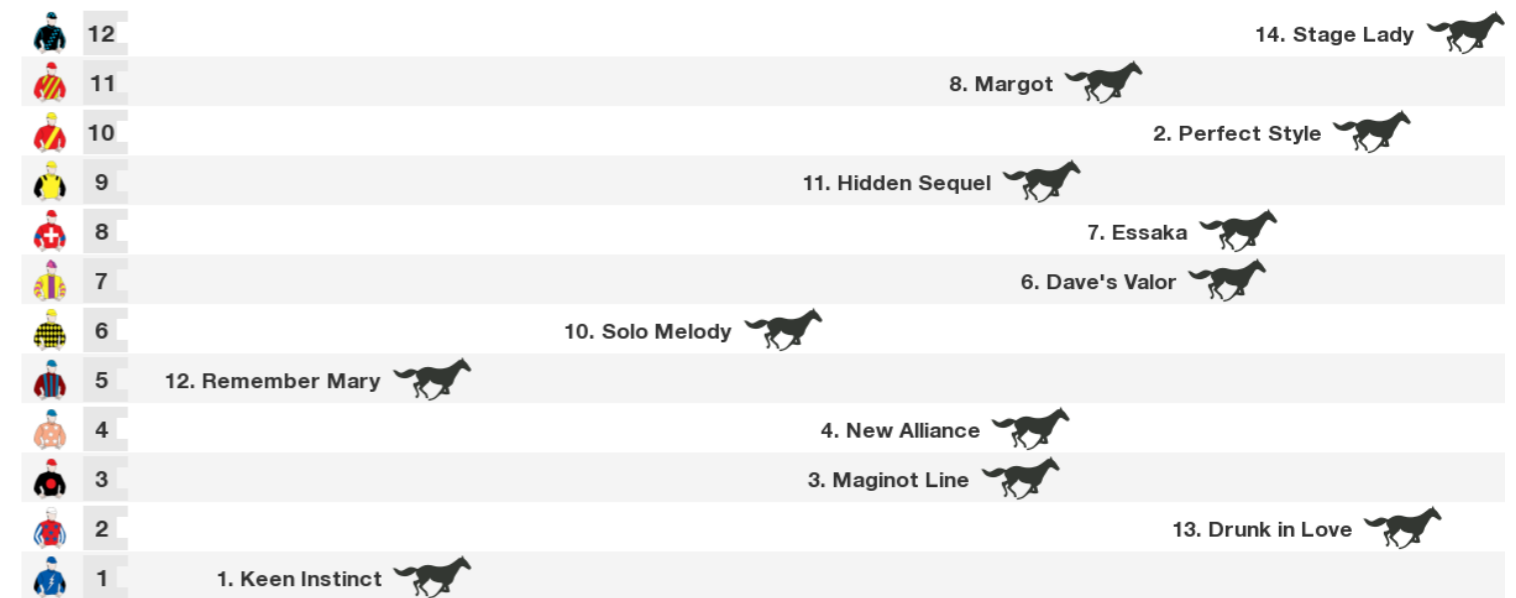 12 14. Stage Lady
11 8. Margot
10 2. Perfect Style
9 11. Hidden Sequel
8 7. Essaka
7 6. Dave's Valor
6 10. Solo Melody
5 12. Remember Mary
4 4. New Alliance
3 3. Maginot Line
2 13. Drunk in Love
1 1. Keen Instinct